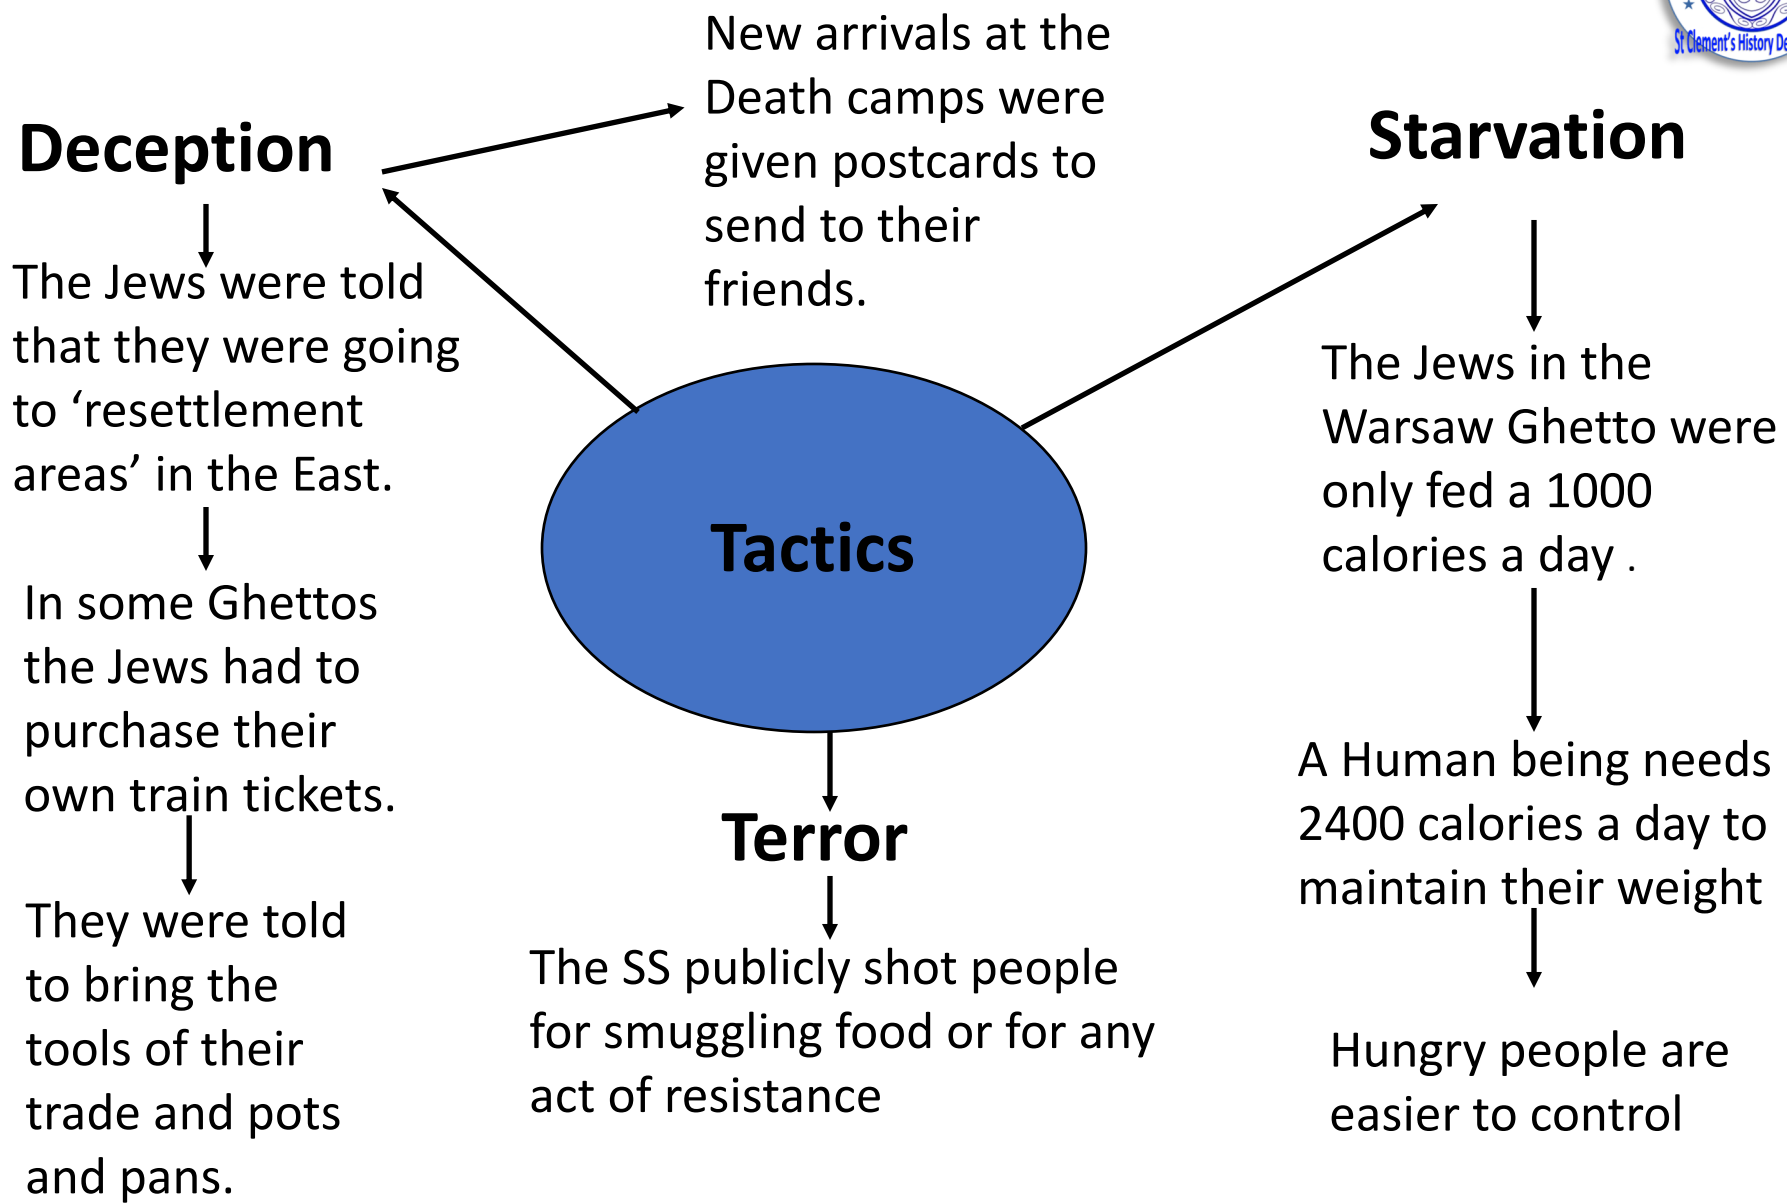 St Clement's History De
Deception
The Jews were told
that they were going
to ‘resettlement
areas’ in the East.
In some Ghettos
the Jews had to
purchase their
own train tickets.
They were told
to bring the
tools of their
trade and pots
and pans.
New arrivals at the
Death camps were
given postcards to
send to their
friends.
Tactics
Terror
The SS publicly shot people
for smuggling food or for any
act of resistance
Starvation
The Jews in the
Warsaw Ghetto were
only fed a 1000
calories a day .
A Human being needs
2400 calories a day to
maintain their weight
Hungry people are
easier to control